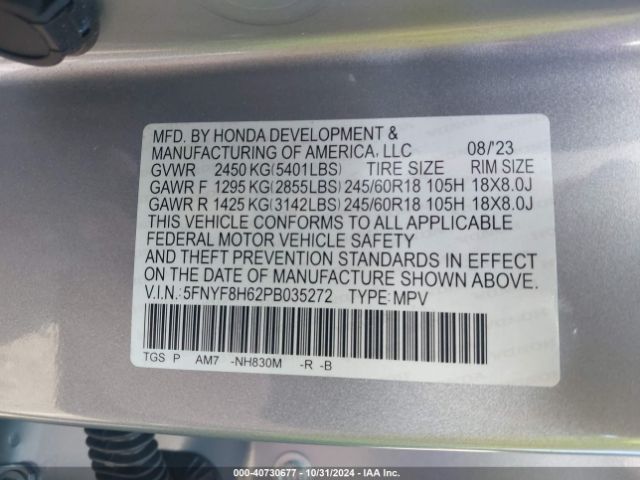 MFD. BY HONDA DEVELOPMENT &
MANUFACTURING OF AMERICA, LLC 08/'23
GVWR 2450 KG(5401LBS) TIRE SIZE RIM SIZE
GAWR F 1295 KG(2855LBS) 245/60R18 105H 18X8.0J
GAWR R 1425 KG(3142LBS) 245/60R18 105H 18X8.0J
THIS VEHICLE CONFORMS TO ALL APPLICABLE
FEDERAL MOTOR VEHICLE SAFETY
AND THEFT PREVENTION STANDARDS IN EFFECT
ON THE DATE OF MANUFACTURE SHOWN ABOVE.
V.I.N.: 5FNYF8H62PB035272 TYPE: MPV
TGS P AM7 -NH830M -R -B
000-40730677 - 10/31/2024 - IAA Inc.